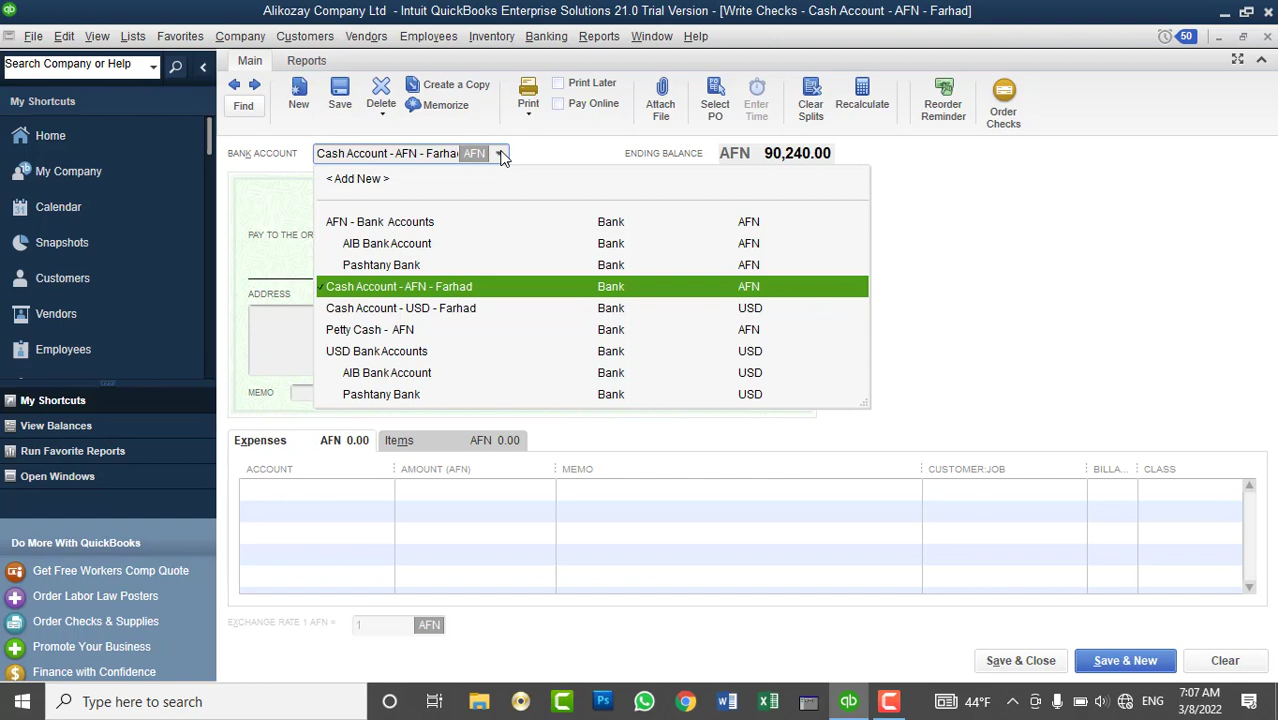 Alikozay Company Ltd - Intuit QuickBooks Enterprise Solutions 21.0 Trial Version - [Write Checks - Cash Account - AFN - Farhad]
File Edit View Lists Favorites Company Customers Vendors Employees Inventory Banking Reports Window Help 50
Search Company or Help
Main Reports
My Shortcuts
Home
My Company
Calendar
Snapshots
Customers
Vendors
Employees
My Shortcuts
View Balances
Run Favorite Reports
Open Windows
Do More With QuickBooks
Get Free Workers Comp Quote
Order Labor Law Posters
Order Checks & Supplies
Promote Your Business
Finance with Confidence
Find
New
Save
Delete
Create a Copy
Memorize
Print
Print Later
Pay Online
Attach File
Select PO
Enter Time
Clear Splits
Recalculate
Reorder Reminder
Order Checks
BANK ACCOUNT Cash Account - AFN - Farhad AFN ENDING BALANCE AFN 90,240.00
< Add New >
AFN - Bank Accounts Bank AFN
AIB Bank Account Bank AFN
Pashtany Bank Bank AFN
✓ Cash Account - AFN - Farhad Bank AFN
Cash Account - USD - Farhad Bank USD
Petty Cash - AFN Bank AFN
USD Bank Accounts Bank USD
AIB Bank Account Bank USD
Pashtany Bank Bank USD
PAY TO THE OR
ADDRESS
MEMO
Expenses AFN 0.00 Items AFN 0.00
ACCOUNT AMOUNT (AFN) MEMO CUSTOMER:JOB BILLA... CLASS
EXCHANGE RATE 1 AFN = 1 AFN
Save & Close Save & New Clear
Type here to search 44°F ENG 7:07 AM
3/8/2022